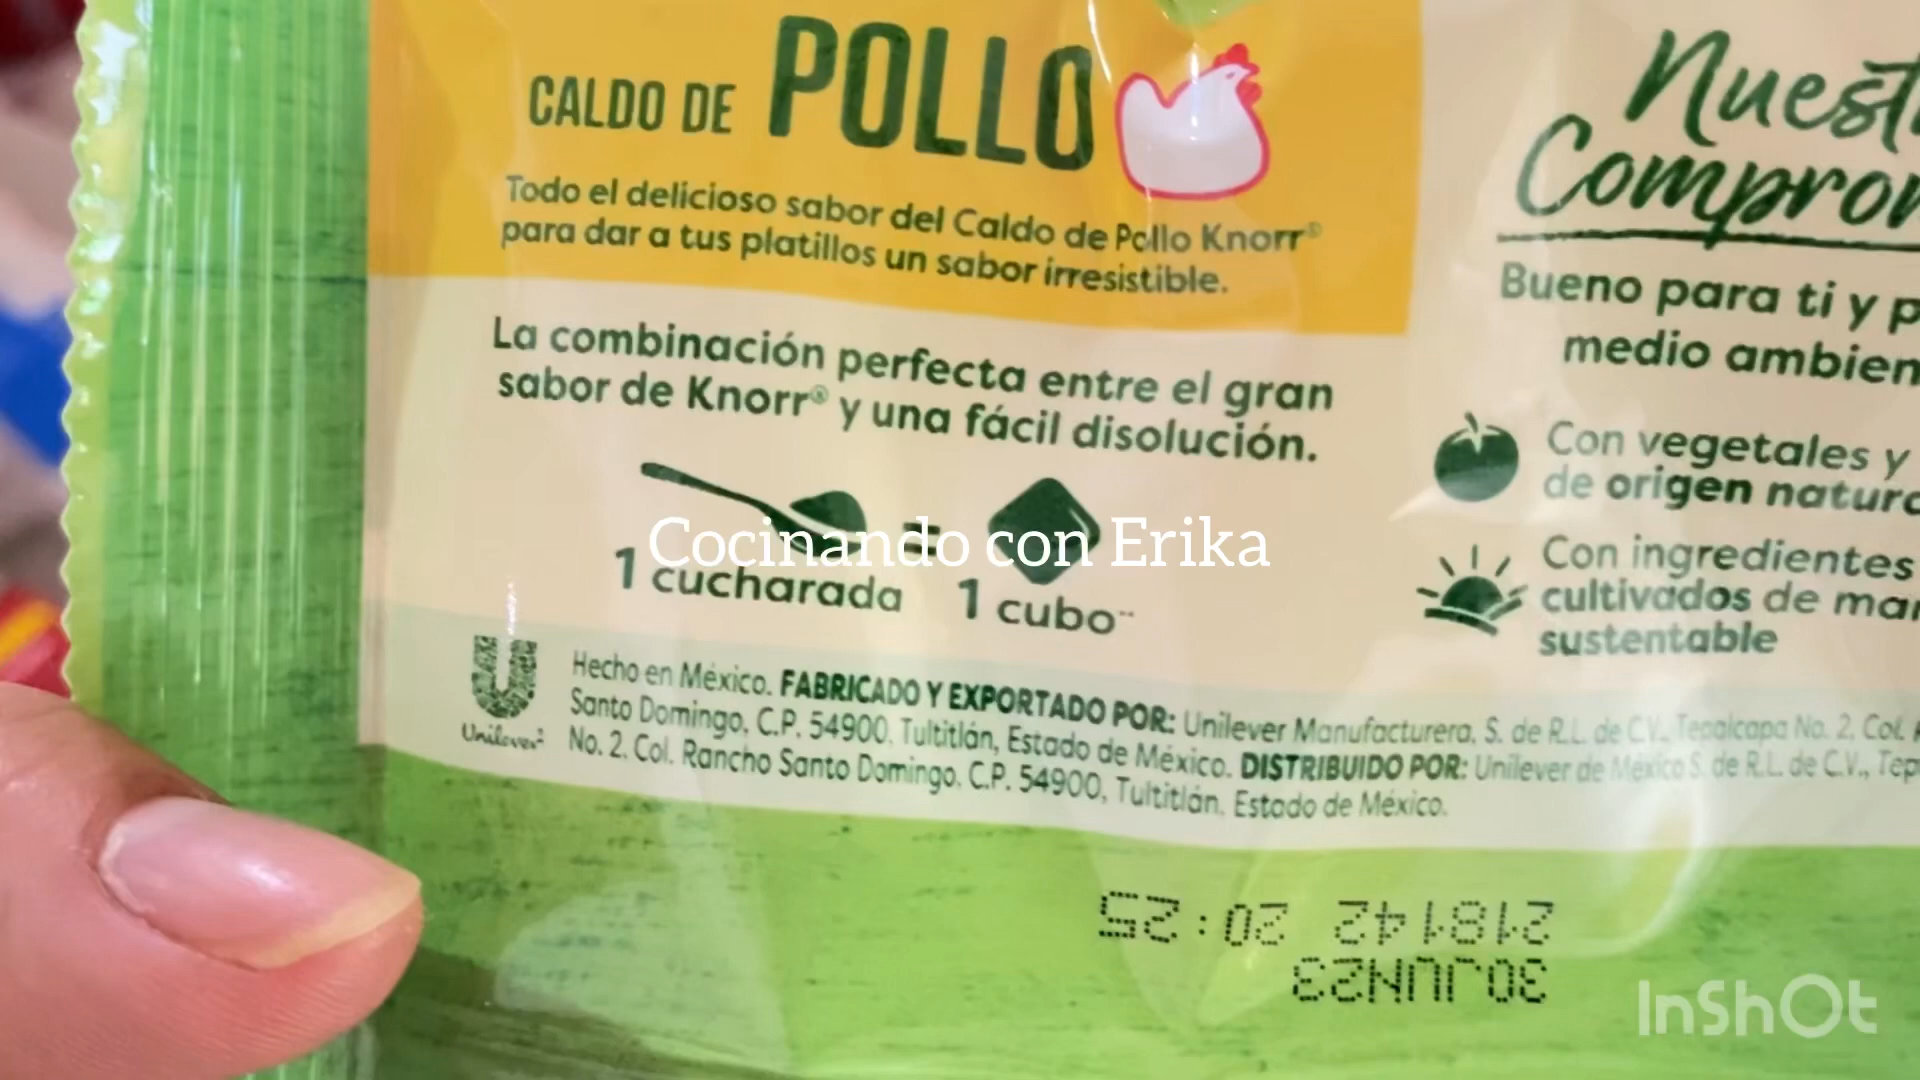 CALDO DE POLLO
Todo el delicioso sabor del Caldo de Pollo Knorr®
para dar a tus platillos un sabor irresistible.
La combinación perfecta entre el gran
sabor de Knorr® y una fácil disolución.
1 cucharada = 1 cubo**
Cocinando con Erika
Nuest
Compro
Bueno para ti y p
medio ambien
Con vegetales y
de origen natura
Con ingredientes
cultivados de ma
sustentable
Unilever
Hecho en México. FABRICADO Y EXPORTADO POR: Unilever Manufacturera, S. de R.L. de C.V., Tepalcapa No. 2, Col.
Santo Domingo, C.P. 54900, Tultitlán, Estado de México. DISTRIBUIDO POR: Unilever de México S. de R.L. de C.V., Tep
No. 2, Col. Rancho Santo Domingo, C.P. 54900, Tultitlán, Estado de México.
30JUN23
218142 20:25
InShOt